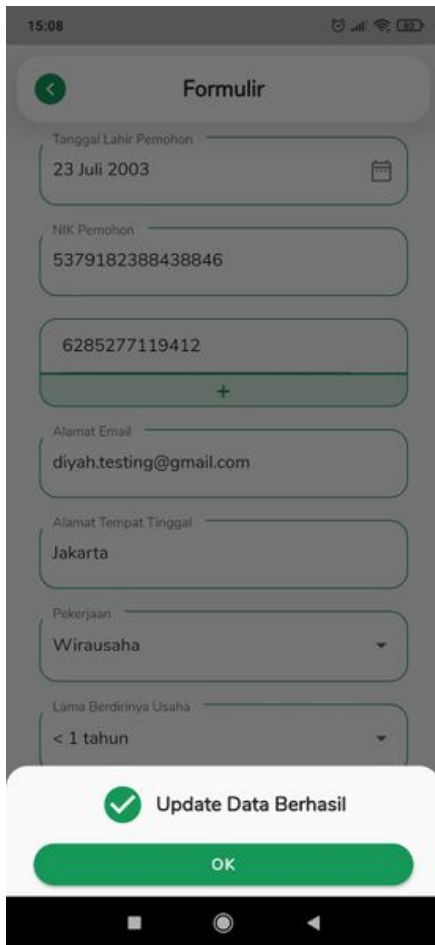 15:08
Formulir
Tanggal Lahir Pemohon
23 Juli 2003
NIK Pemohon
5379182388438846
6285277119412
+
Alamat Email
diyah.testing@gmail.com
Alamat Tempat Tinggal
Jakarta
Pekerjaan
Wirausaha
Lama Berdirinya Usaha
< 1 tahun
Update Data Berhasil
OK